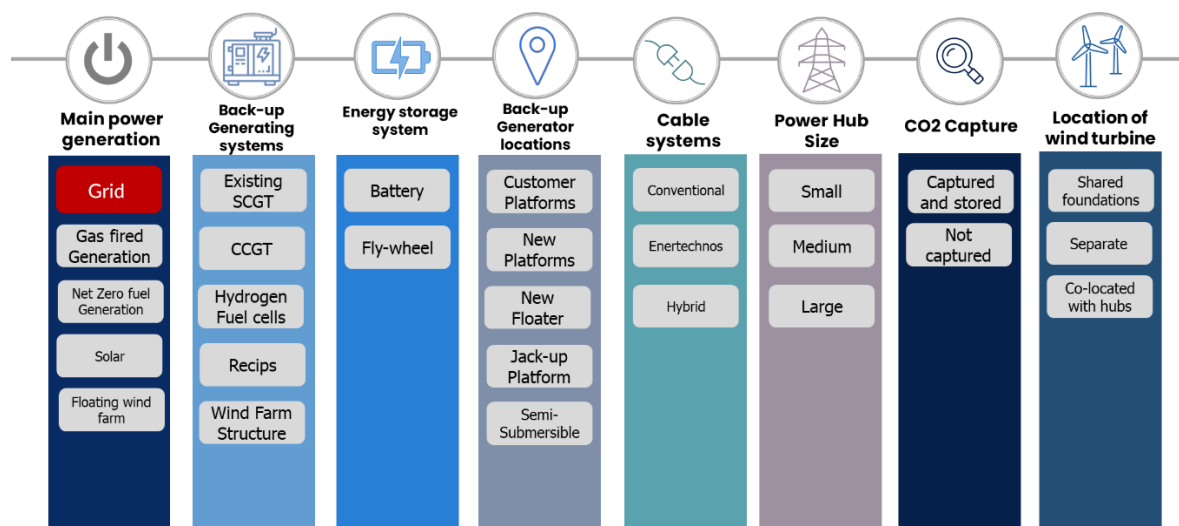 Main power
generation
Back-up
Generating
systems
Energy storage
system
Back-up
Generator
locations
Cable
systems
Power Hub
Size
CO2 Capture
Location of
wind turbine
Grid
Gas fired
Generation
Net Zero fuel
Generation
Solar
Floating wind
farm
Existing
SCGT
CCGT
Hydrogen
Fuel cells
Recips
Wind Farm
Structure
Battery
Fly-wheel
Customer
Platforms
New
Platforms
New
Floater
Jack-up
Platform
Semi-
Submersible
Conventional
Enertechnos
Hybrid
Small
Medium
Large
Captured
and stored
Not
captured
Shared
foundations
Separate
Co-located
with hubs